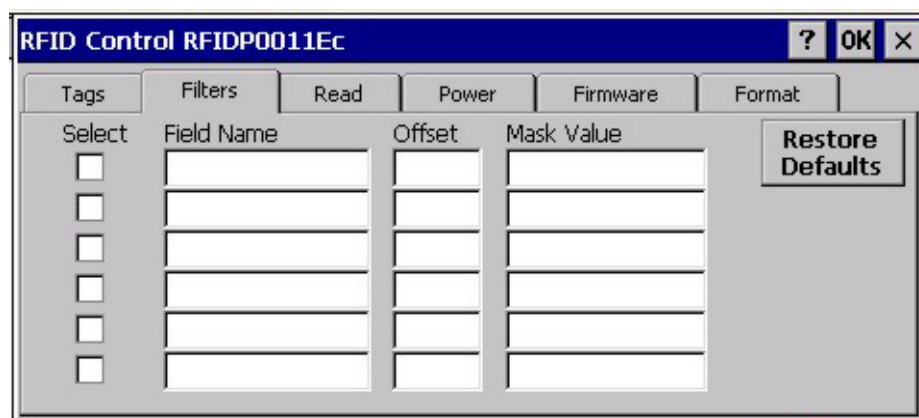 RFID Control RFIDP0011Ec ? OK ×
Tags Filters Read Power Firmware Format
Select Field Name Offset Mask Value
Restore
Defaults